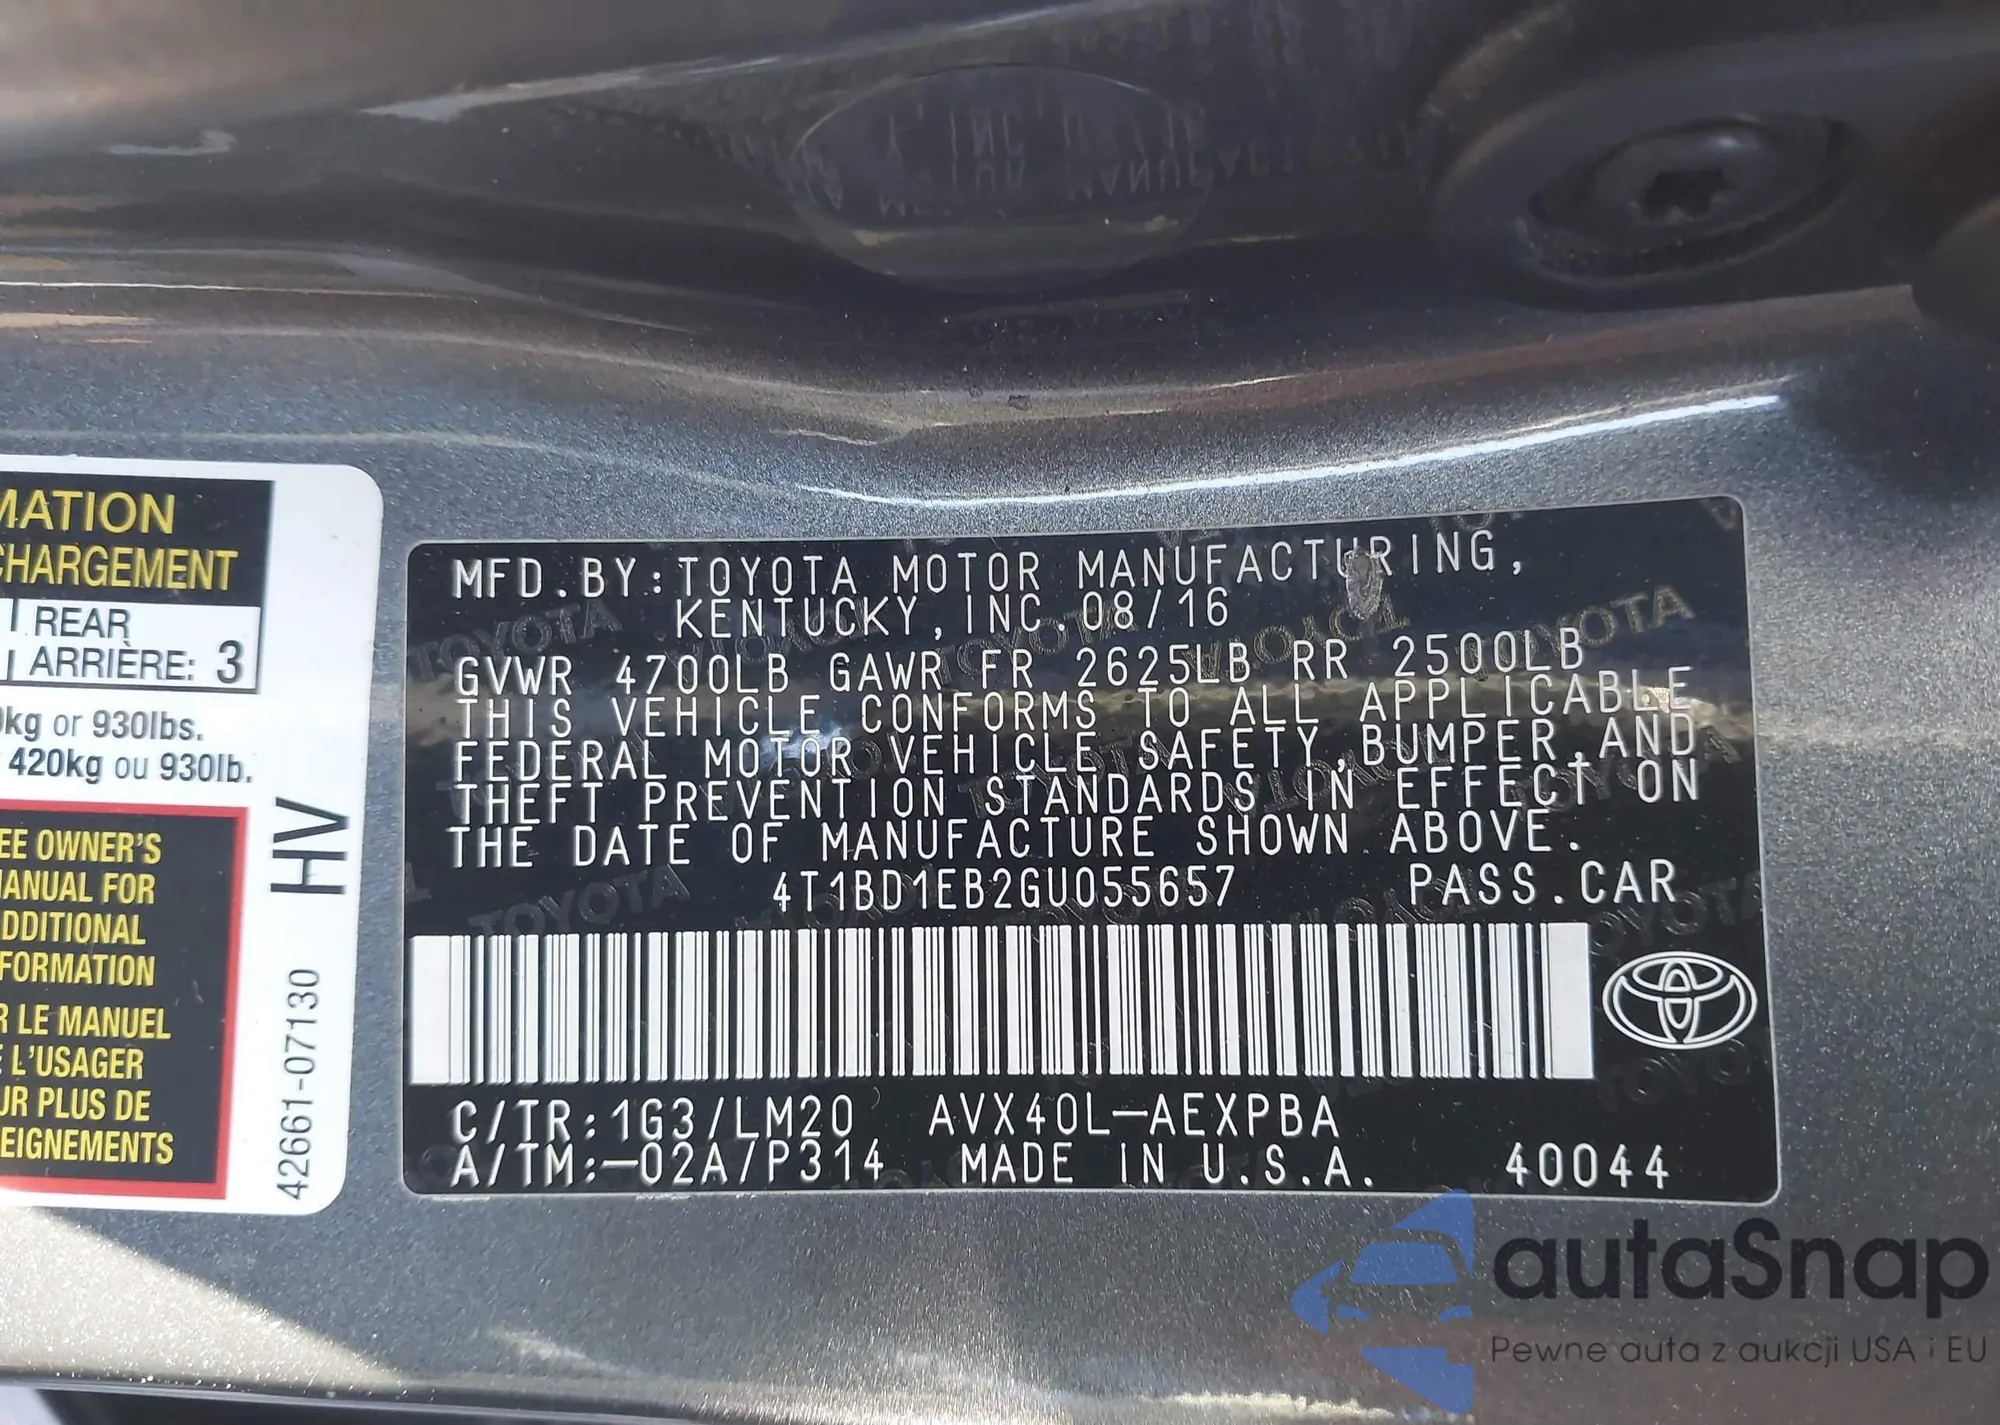 MATION
CHARGEMENT
REAR
ARRIÈRE: 3
kg or 930lbs.
420kg ou 930lb.
EE OWNER'S
MANUAL FOR
ADDITIONAL
FORMATION
R LE MANUEL
L'USAGER
UR PLUS DE
EIGNEMENTS
HV
42661-07130
MFD.BY:TOYOTA MOTOR MANUFACTURING,
KENTUCKY,INC.08/16
GVWR 4700LB GAWR FR 2625LB RR 2500LB
THIS VEHICLE CONFORMS TO ALL APPLICABLE
FEDERAL MOTOR VEHICLE SAFETY,BUMPER,AND
THEFT PREVENTION STANDARDS IN EFFECT ON
THE DATE OF MANUFACTURE SHOWN ABOVE.
4T1BD1EB2GU055657 PASS.CAR
C/TR:1G3/LM20 AVX40L-AEXPBA
A/TM:-02A/P314 MADE IN U.S.A. 40044
autaSnap
Pewne auta z aukcji USA i EU